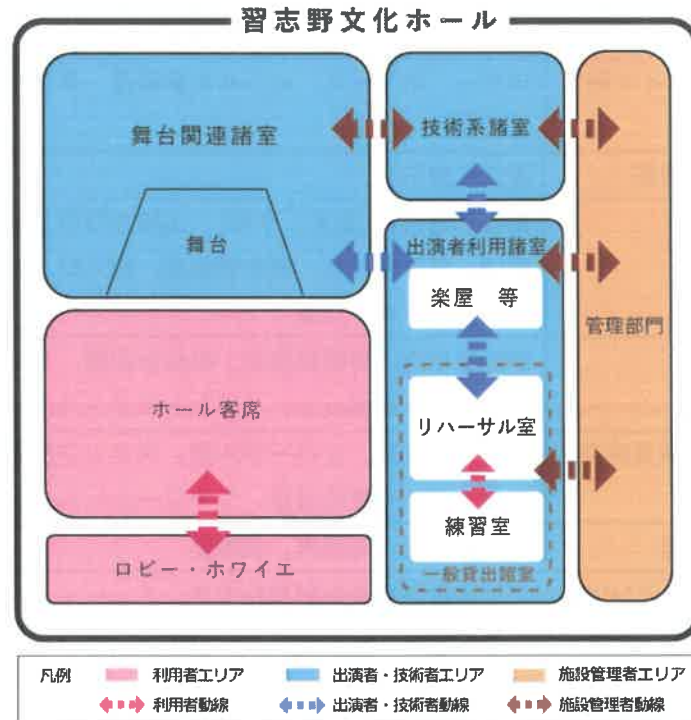 習志野文化ホール
舞台関連諸室
技術系諸室
舞台
出演者利用諸室
楽屋 等
管理部門
ホール客席
リハーサル室
練習室
ロビー・ホワイエ
一般貸出諸室
凡例
利用者エリア
出演者・技術者エリア
施設管理者エリア
利用者動線
出演者・技術者動線
施設管理者動線